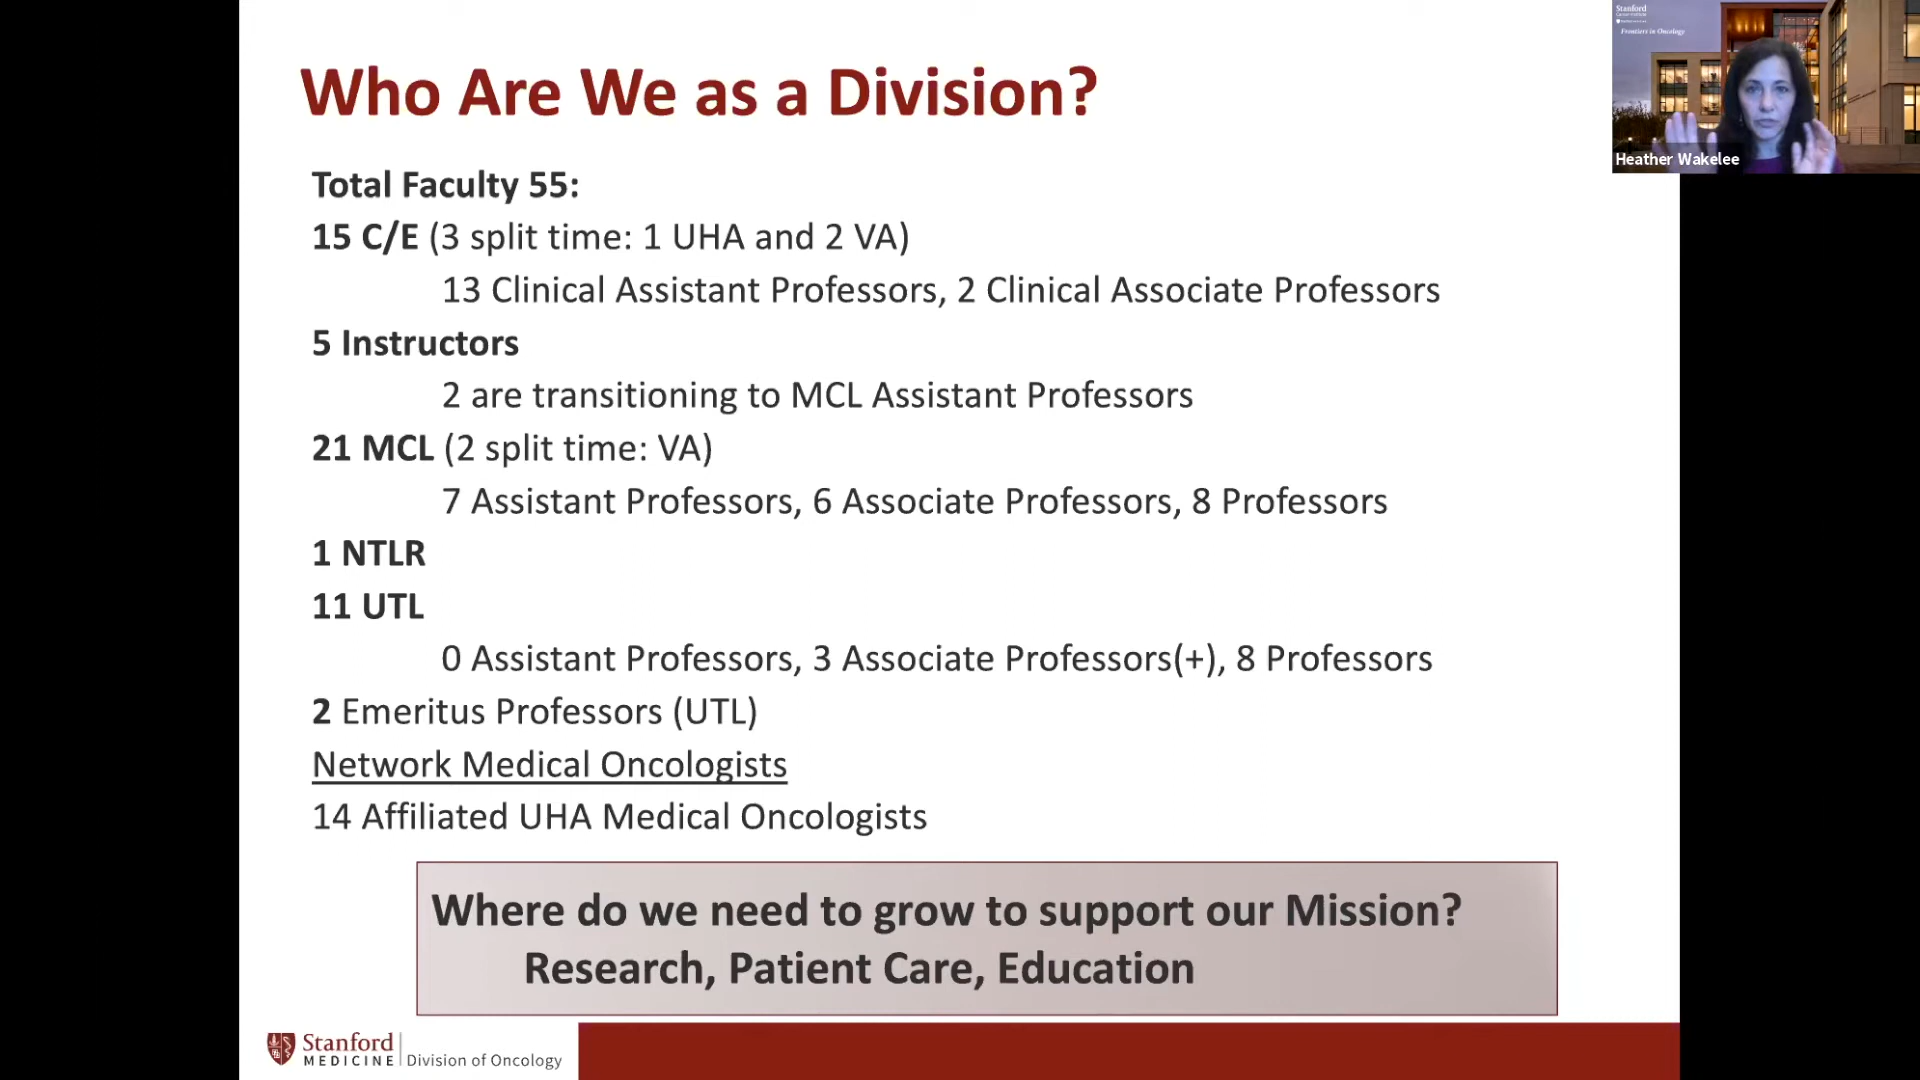 Who Are We as a Division?
Total Faculty 55:
15 C/E (3 split time: 1 UHA and 2 VA)
13 Clinical Assistant Professors, 2 Clinical Associate Professors
5 Instructors
2 are transitioning to MCL Assistant Professors
21 MCL (2 split time: VA)
7 Assistant Professors, 6 Associate Professors, 8 Professors
1 NTLR
11 UTL
0 Assistant Professors, 3 Associate Professors(+), 8 Professors
2 Emeritus Professors (UTL)
Network Medical Oncologists
14 Affiliated UHA Medical Oncologists
Where do we need to grow to support our Mission?
Research, Patient Care, Education
Stanford
MEDICINE
Division of Oncology
Stanford
Frontiers in Oncology
Heather Wakelee